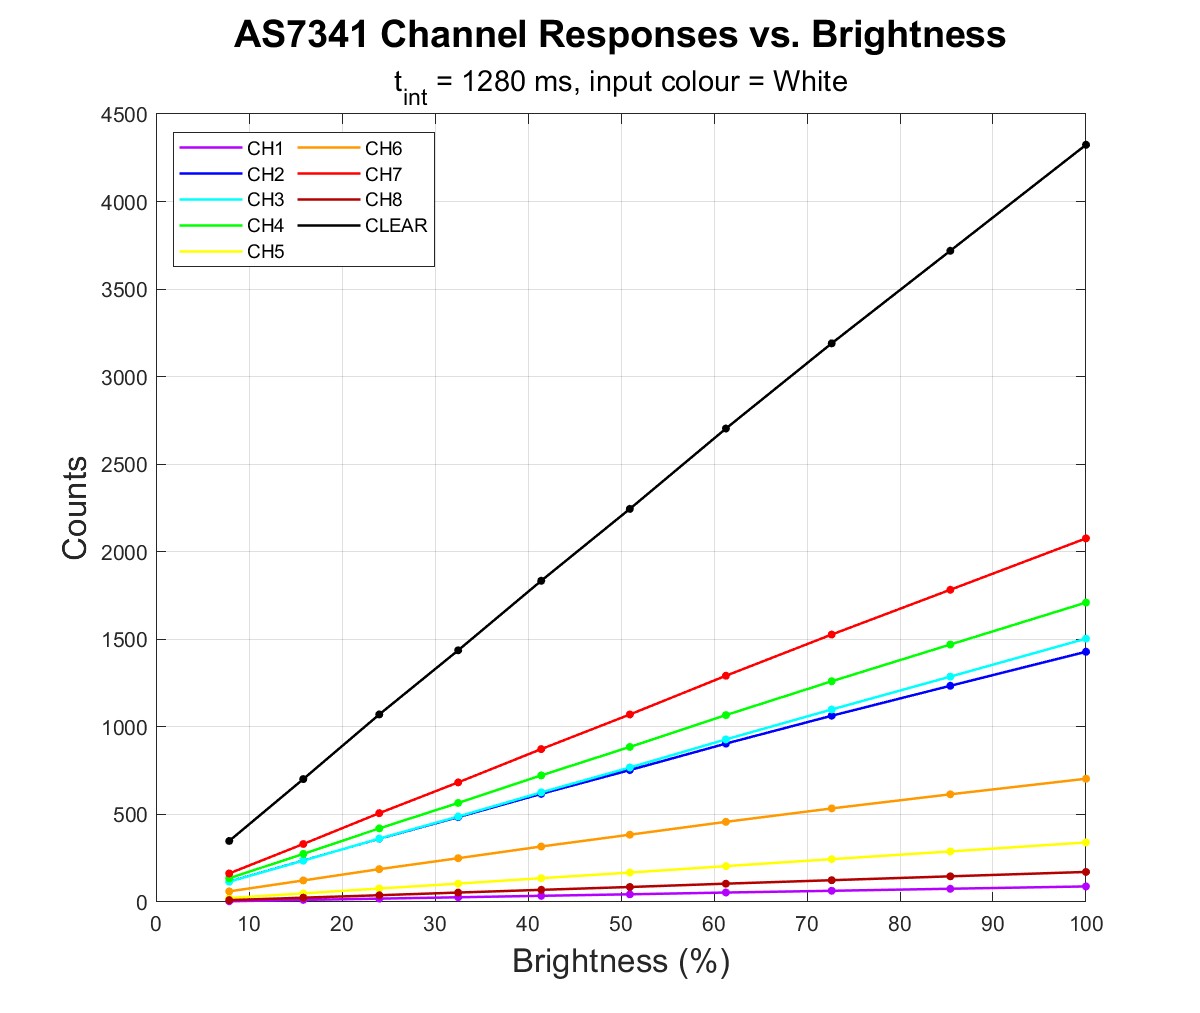 AS7341 Channel Responses vs. Brightness
t_int = 1280 ms, input colour = White
4500
4000
3500
3000
2500
2000
1500
1000
500
0
Counts
CH1
CH2
CH3
CH4
CH5
CH6
CH7
CH8
CLEAR
0 10 20 30 40 50 60 70 80 90 100
Brightness (%)